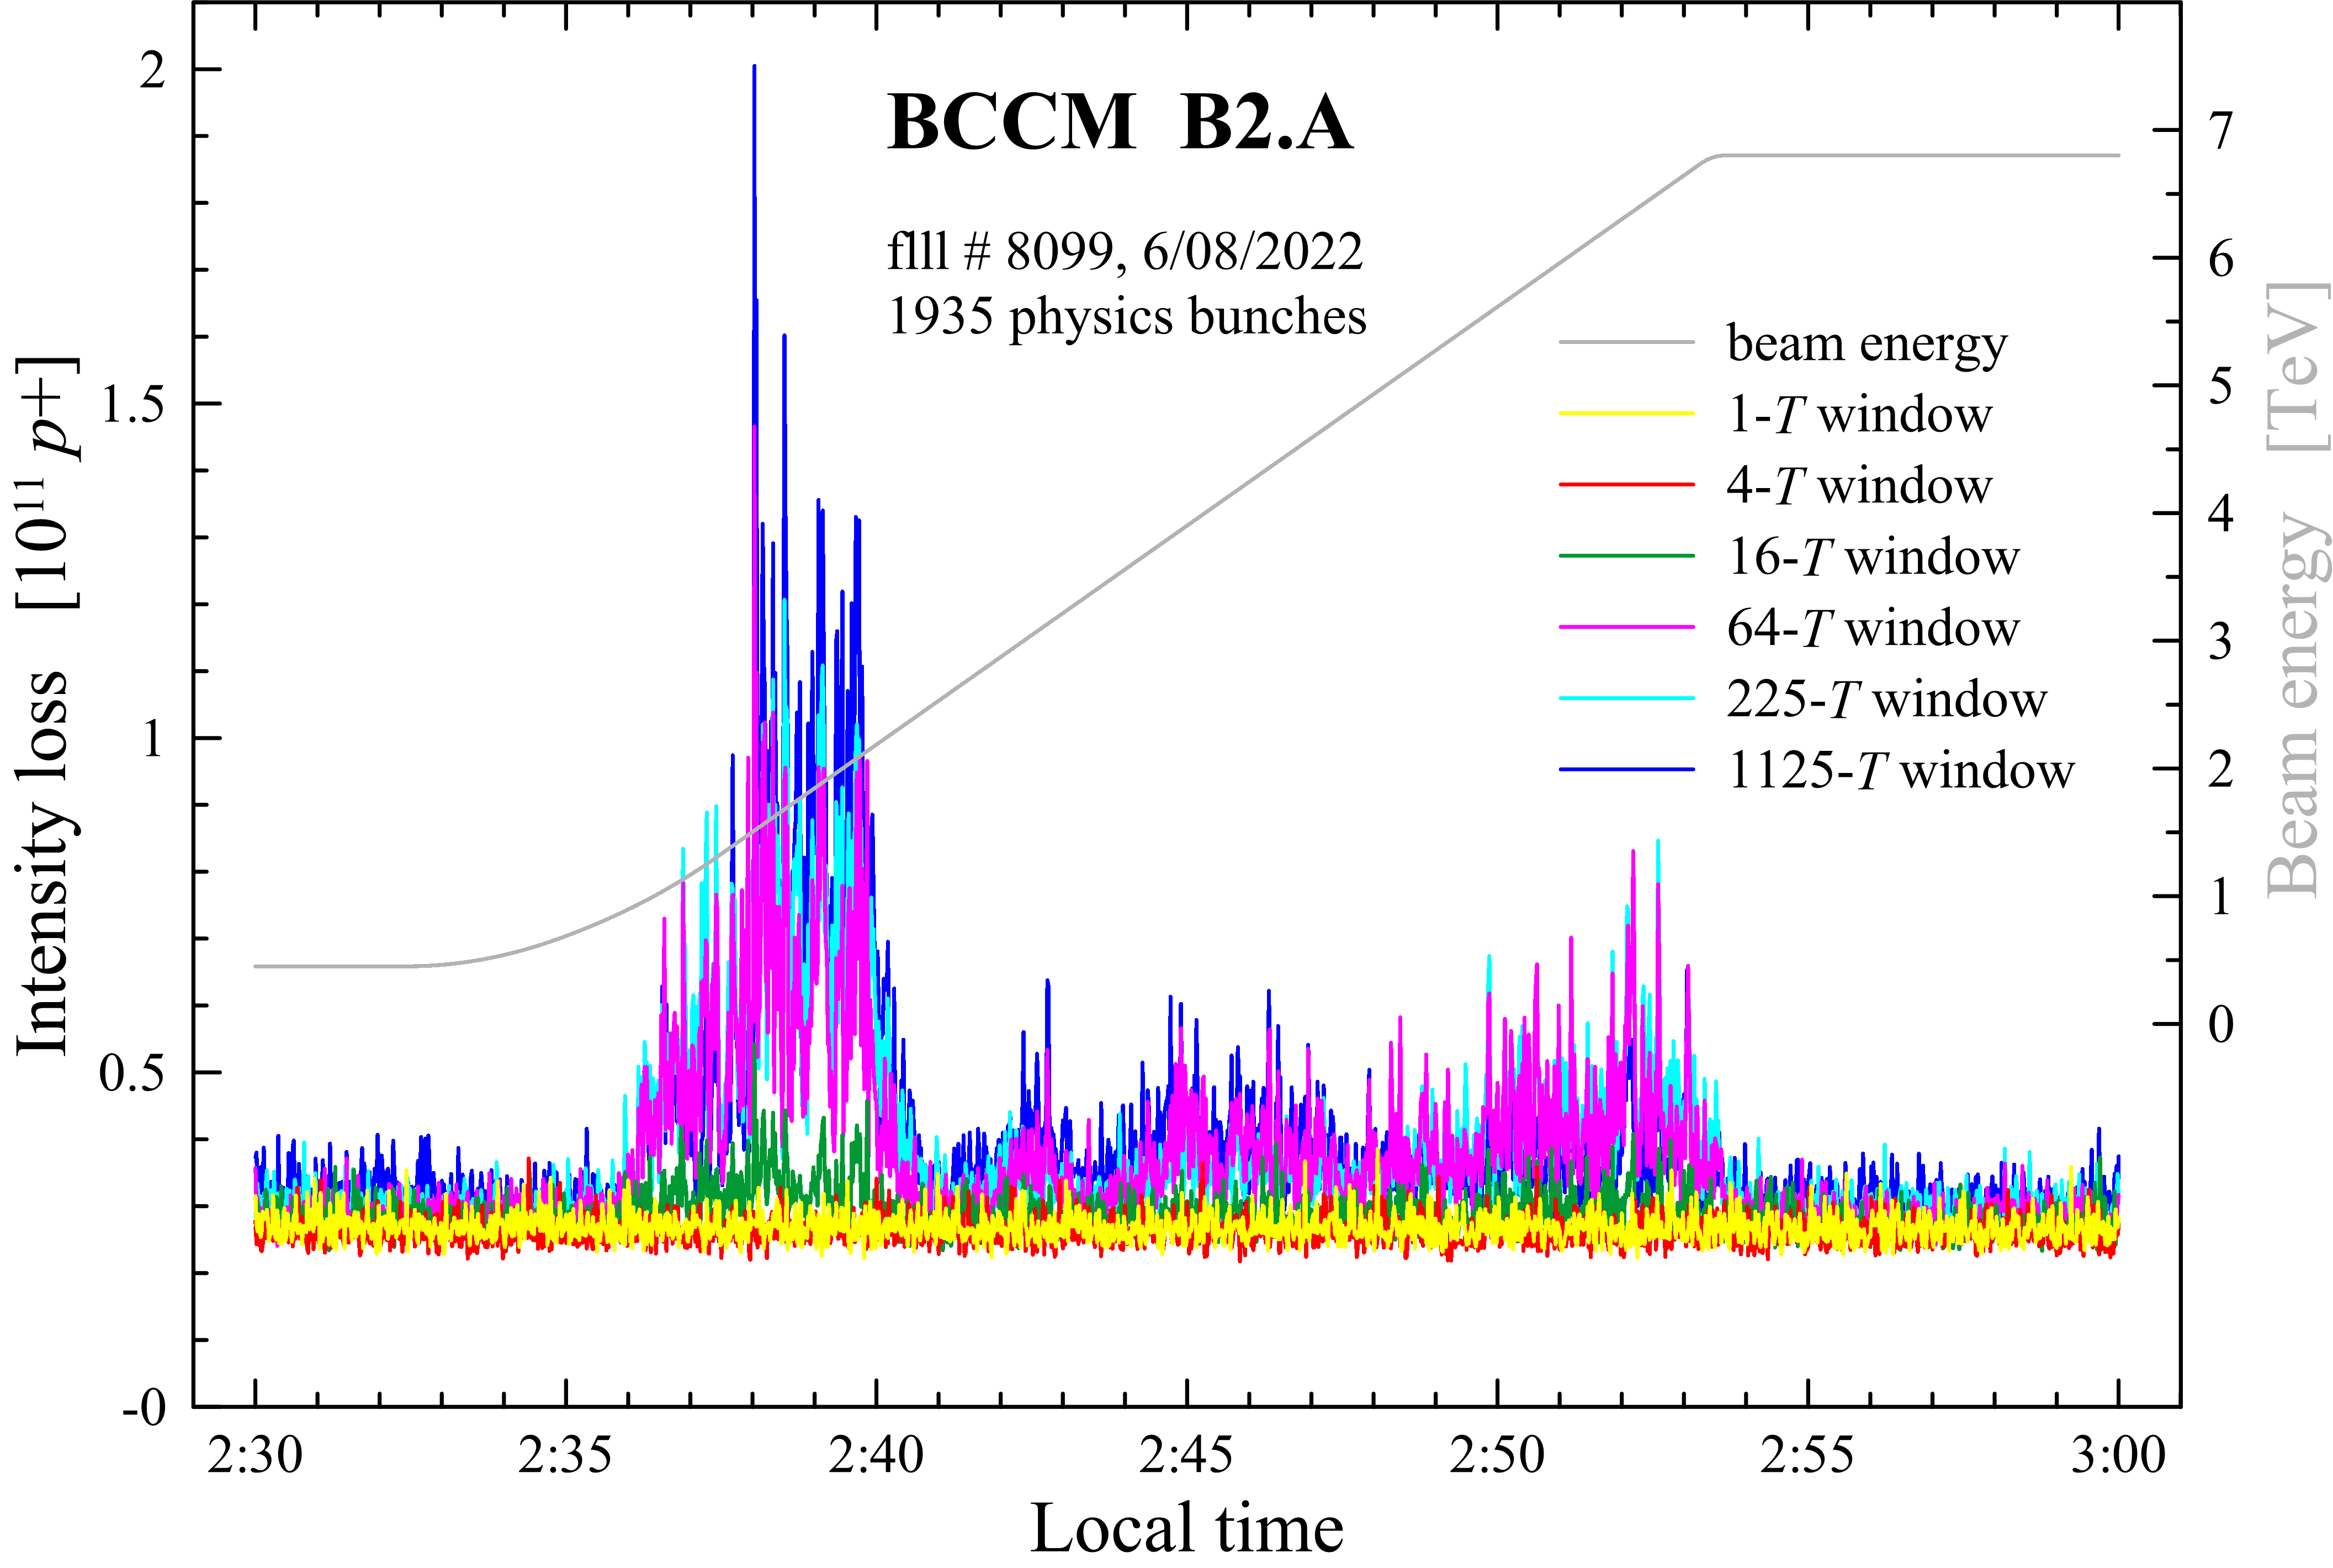 BCCM B2.A
fIll # 8099, 6/08/2022
1935 physics bunches
beam energy
1-T window
4-T window
16-T window
64-T window
225-T window
1125-T window
Intensity loss [10¹¹ p+]
2
1.5
1
0.5
-0
Beam energy [TeV]
7
6
5
4
3
2
1
0
2:30 2:35 2:40 2:45 2:50 2:55 3:00
Local time